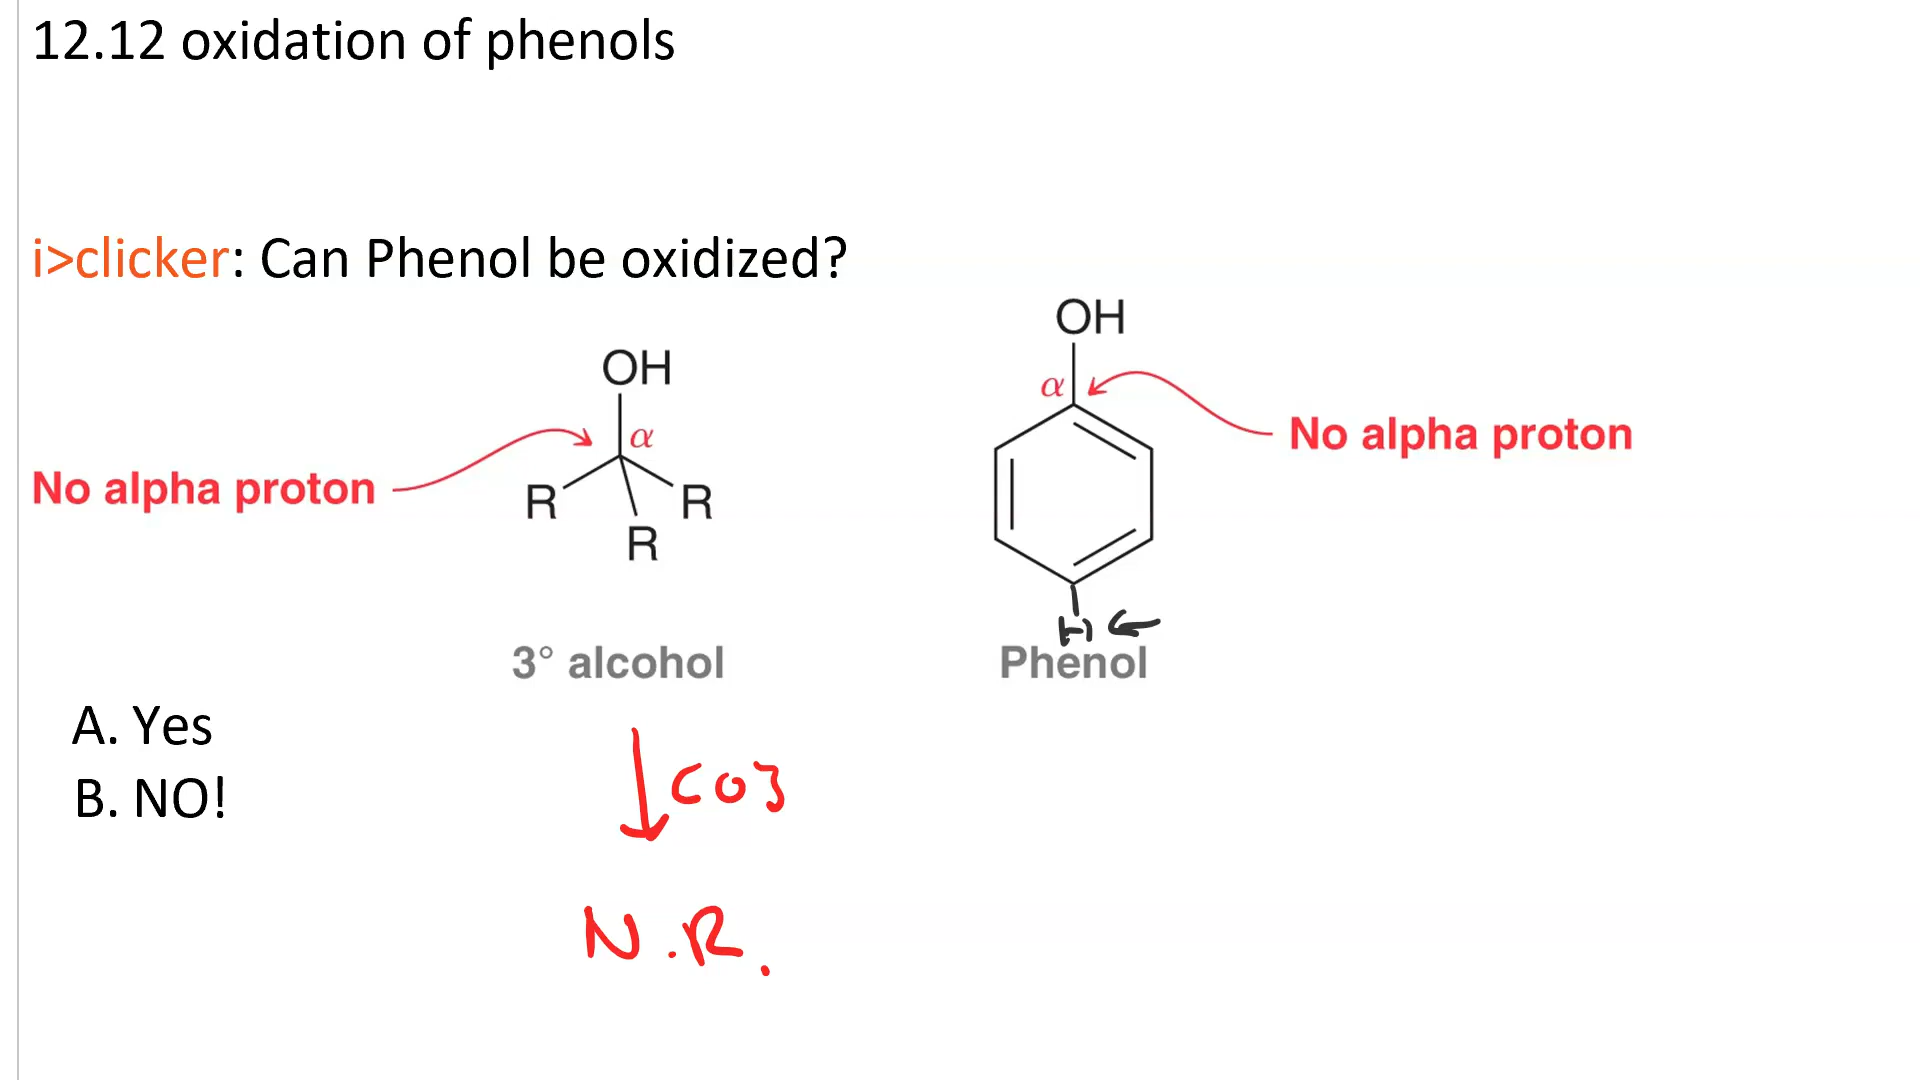 12.12 oxidation of phenols
i>clicker: Can Phenol be oxidized?
OH
α
No alpha proton
R
R
R
3° alcohol
OH
α
No alpha proton
H
Phenol
A. Yes
B. NO!
[O]
N.R.